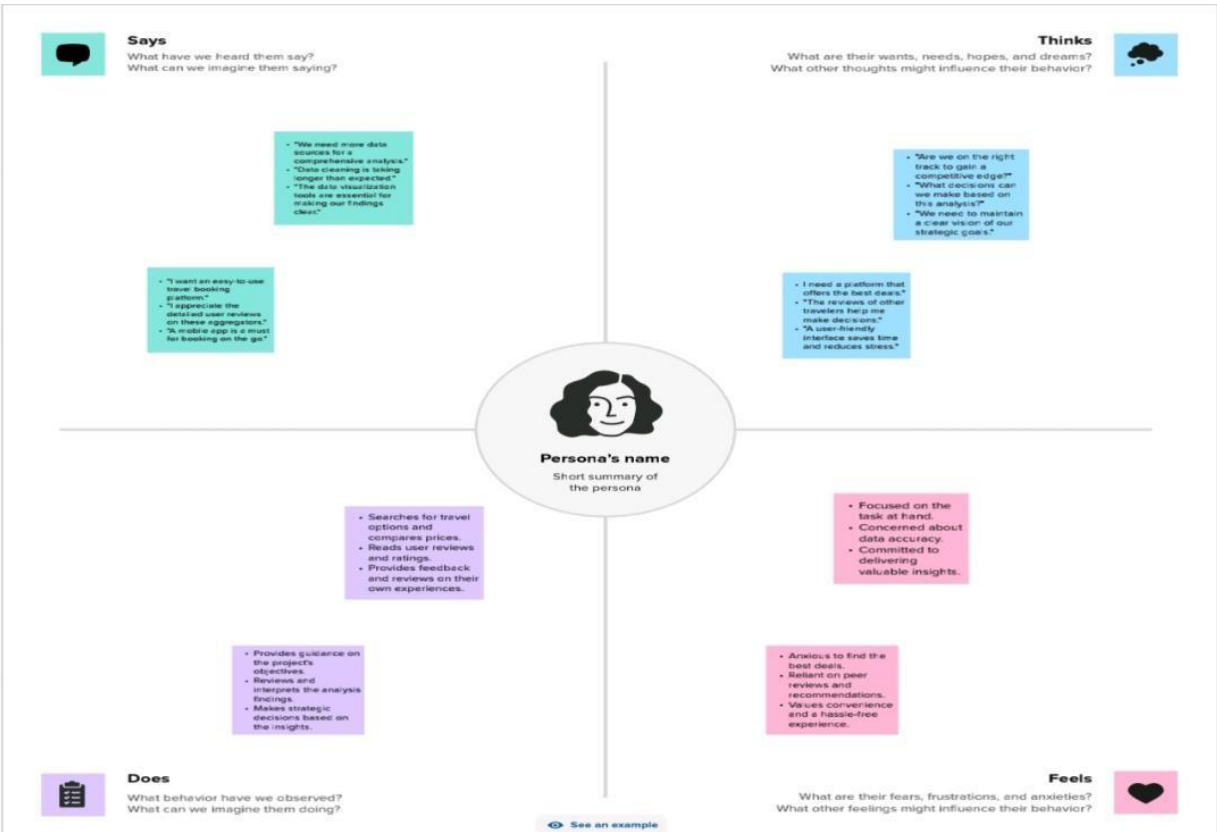 Says
What have we heard them say?
What can we imagine them saying?
Thinks
What are their wants, needs, hopes, and dreams?
What other thoughts might influence their behavior?
• "We need more data
sources for a
comprehensive analysis."
• "Data cleaning is taking
longer than expected."
• "The data visualization
tools are essential for
making our findings
clear."
• "Are we on the right
track to gain a
competitive edge?"
• "What decisions can
we make based on
this analysis?"
• "We need to maintain
a clear vision of our
strategic goals."
• "I want an easy-to-use
travel booking
platform."
• "I appreciate the
detailed user reviews
on these aggregators."
• "A mobile app is a must
for booking on the go."
• I need a platform that
offers the best deals."
• "The reviews of other
travelers help me
make decisions."
• "A user-friendly
interface saves time
and reduces stress."
Persona's name
Short summary of
the persona
• Searches for travel
options and
compares prices.
• Reads user reviews
and ratings.
• Provides feedback
and reviews on their
own experiences.
• Focused on the
task at hand.
• Concerned about
data accuracy.
• Committed to
delivering
valuable insights.
• Provides guidance on
the project's
objectives.
• Reviews and
interprets the analysis
findings.
• Makes strategic
decisions based on
the insights.
• Anxious to find the
best deals.
• Reliant on peer
reviews and
recommendations.
• Values convenience
and a hassle-free
experience.
Does
What behavior have we observed?
What can we imagine them doing?
Feels
What are their fears, frustrations, and anxieties?
What other feelings might influence their behavior?
See an example